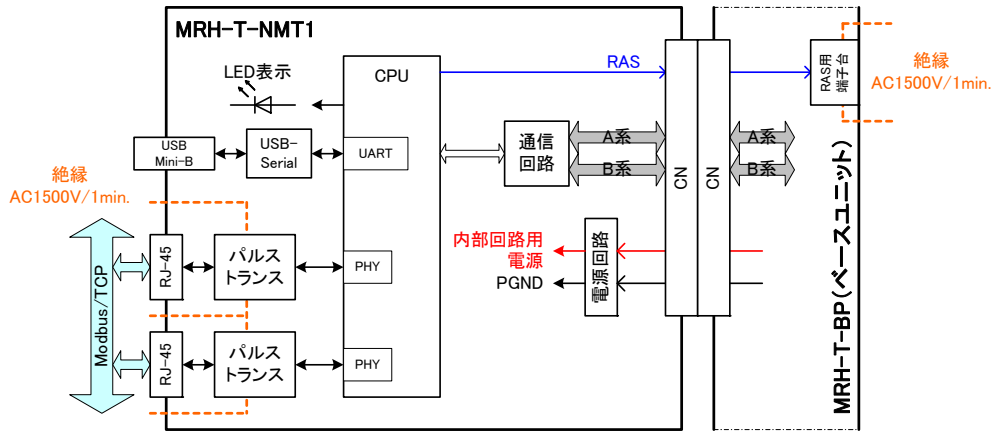 MRH-T-NMT1
LED表示
CPU
RAS
RAS用
端子台
絶縁
AC1500V/1min.
USB
Mini-B
USB-
Serial
UART
通信
回路
A系
B系
CN
CN
A系
B系
絶縁
AC1500V/1min.
Modbus/TCP
RJ-45
パルス
トランス
PHY
内部回路用
電源
PGND
電源回路
RJ-45
パルス
トランス
PHY
MRH-T-BP(ベースユニット)